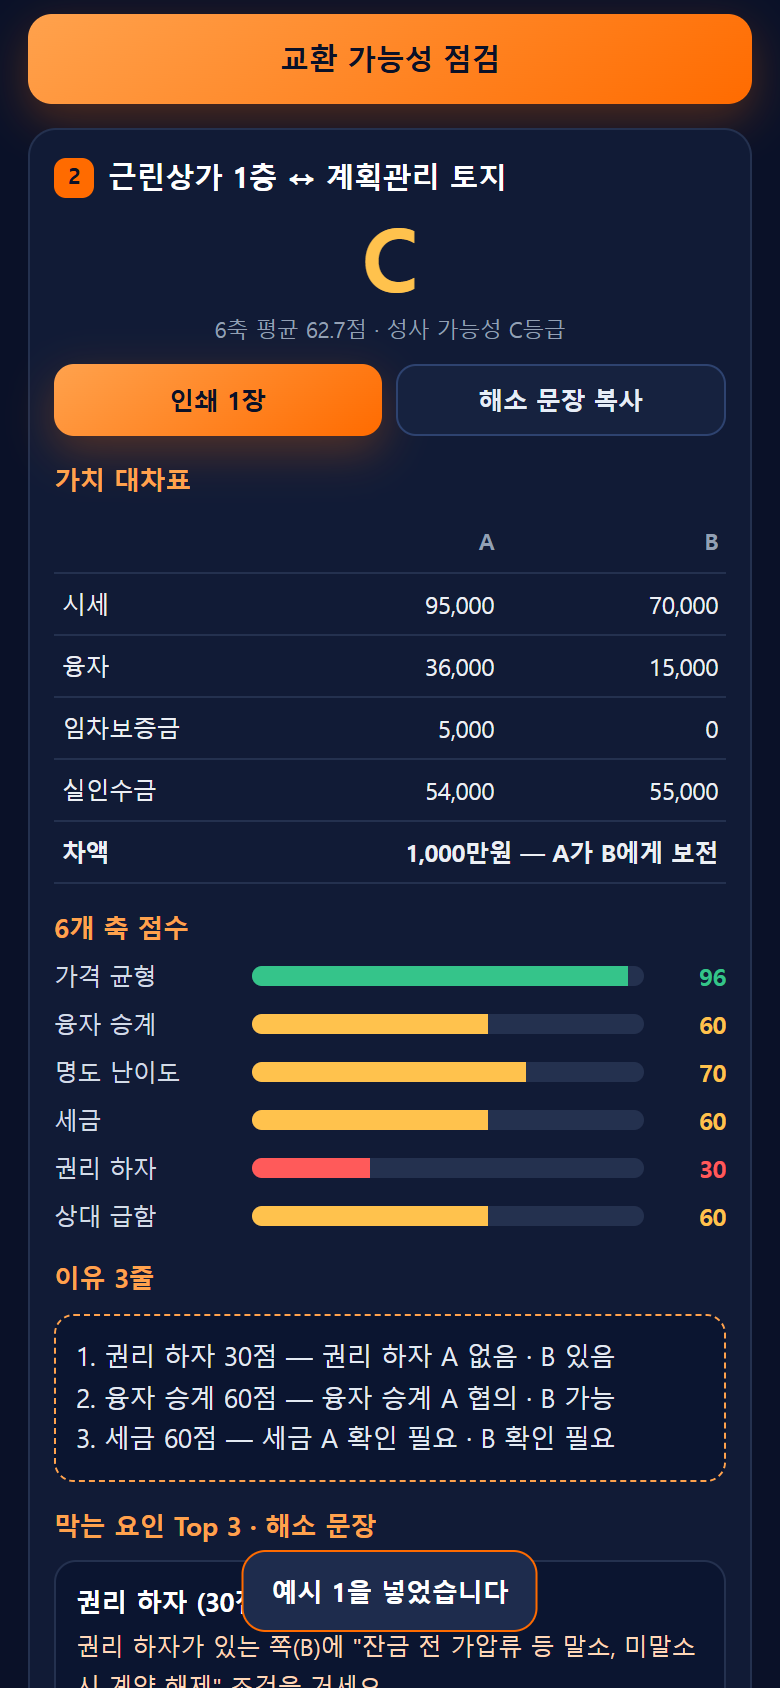 교환 가능성 점검
2 근린상가 1층 ↔ 계획관리 토지
C
6축 평균 62.7점 · 성사 가능성 C등급
인쇄 1장 해소 문장 복사
가치 대차표
A B
시세 95,000 70,000
융자 36,000 15,000
임차보증금 5,000 0
실인수금 54,000 55,000
차액 1,000만원 — A가 B에게 보전
6개 축 점수
가격 균형 96
융자 승계 60
명도 난이도 70
세금 60
권리 하자 30
상대 급함 60
이유 3줄
1. 권리 하자 30점 — 권리 하자 A 없음 · B 있음
2. 융자 승계 60점 — 융자 승계 A 협의 · B 가능
3. 세금 60점 — 세금 A 확인 필요 · B 확인 필요
막는 요인 Top 3 · 해소 문장
권리 하자 (30
예시 1을 넣었습니다
권리 하자가 있는 쪽(B)에 "잔금 전 가압류 등 말소, 미말소
시 계약 해제" 조건을 거세요